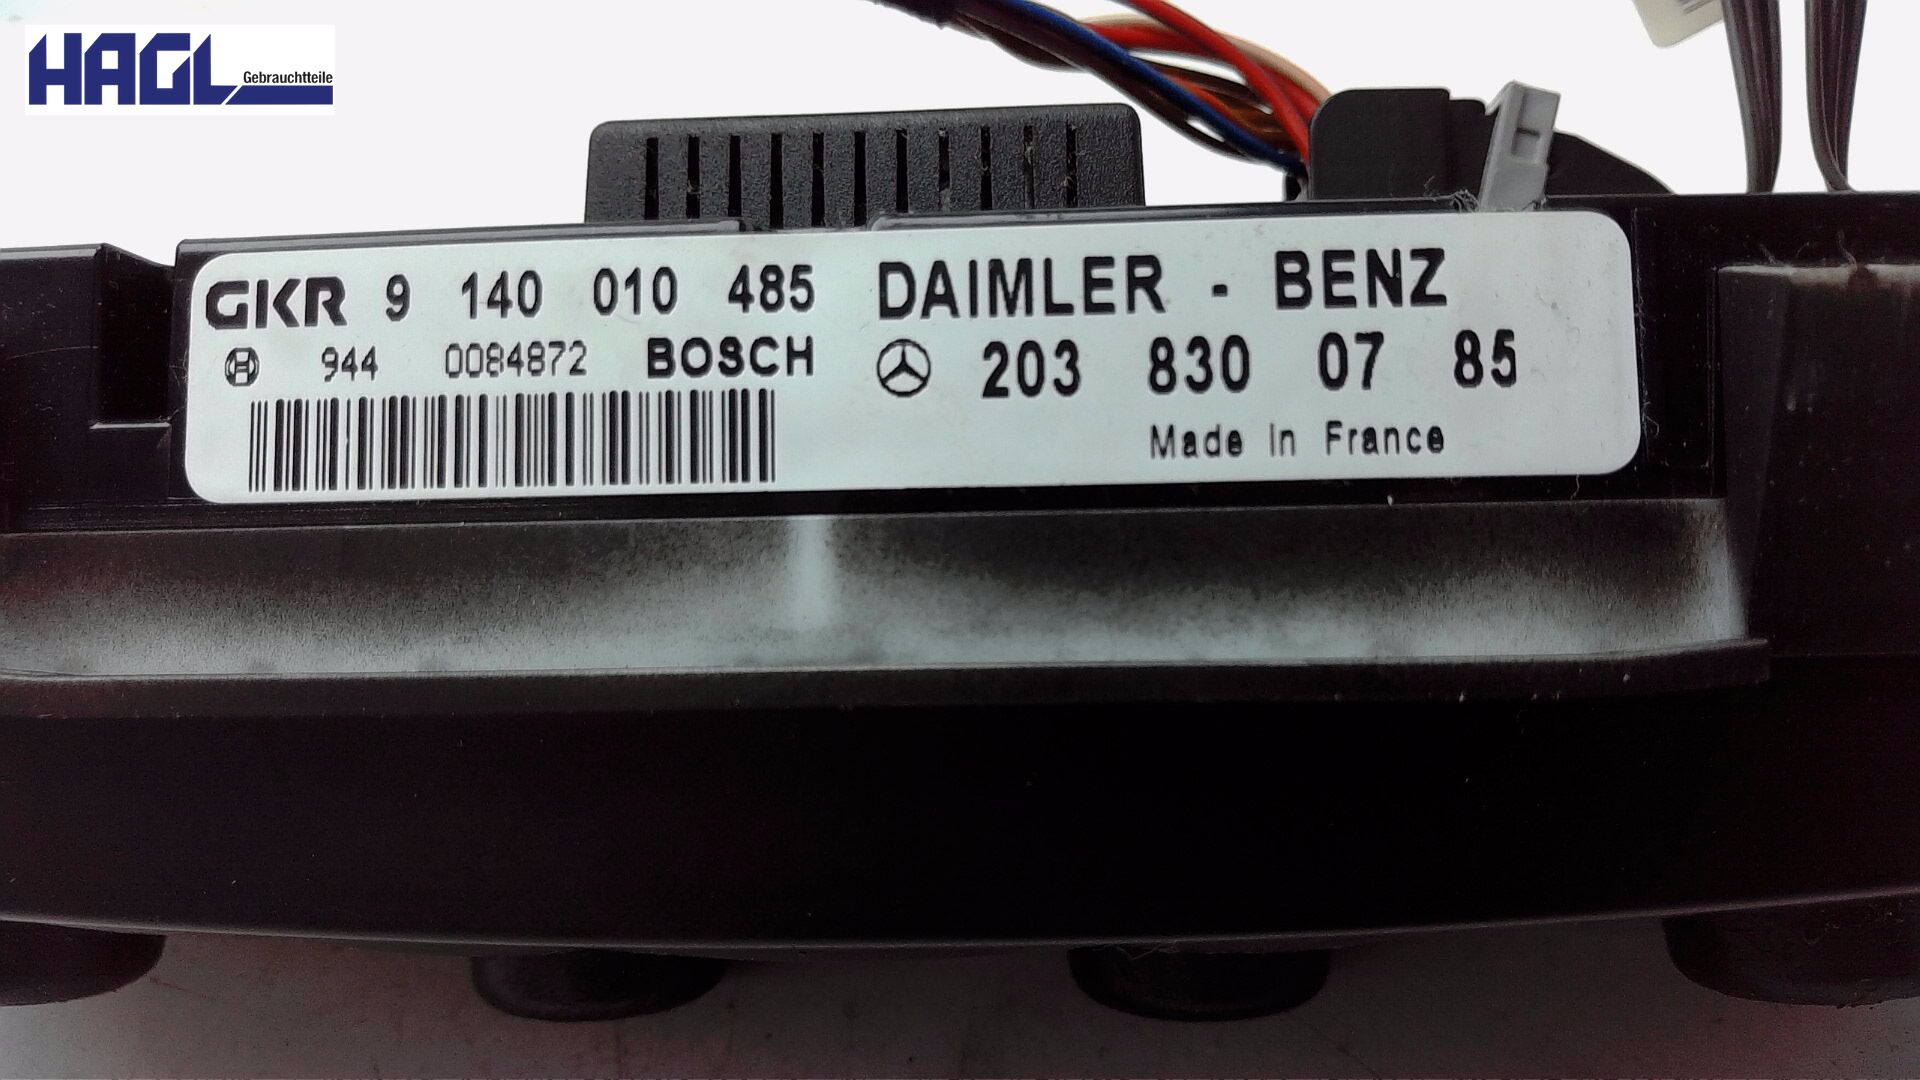 HAGL Gebrauchtteile
GKR 9 140 010 485 DAIMLER - BENZ
944 0084872 BOSCH 203 830 07 85
Made in France